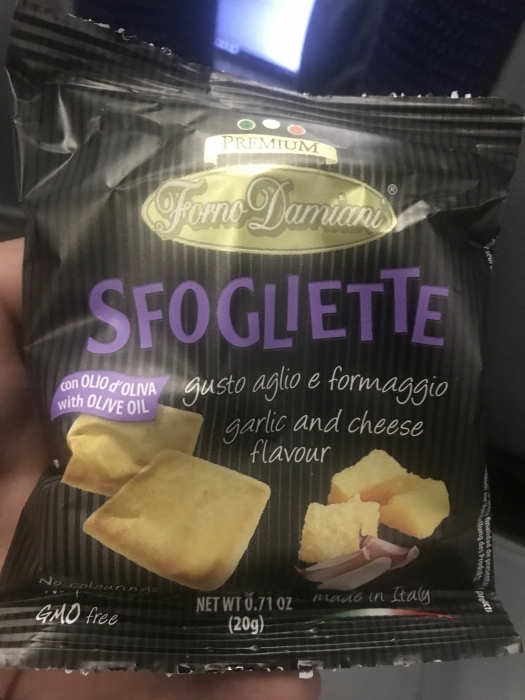 PREMIUM
Forno Damiani®
SFOGLIETTE
con OLIO d'OLIVA
with OLIVE OIL
gusto aglio e formaggio
garlic and cheese
flavour
No colourings
GMO free
NET WT 0.71 OZ
(20g)
made in Italy